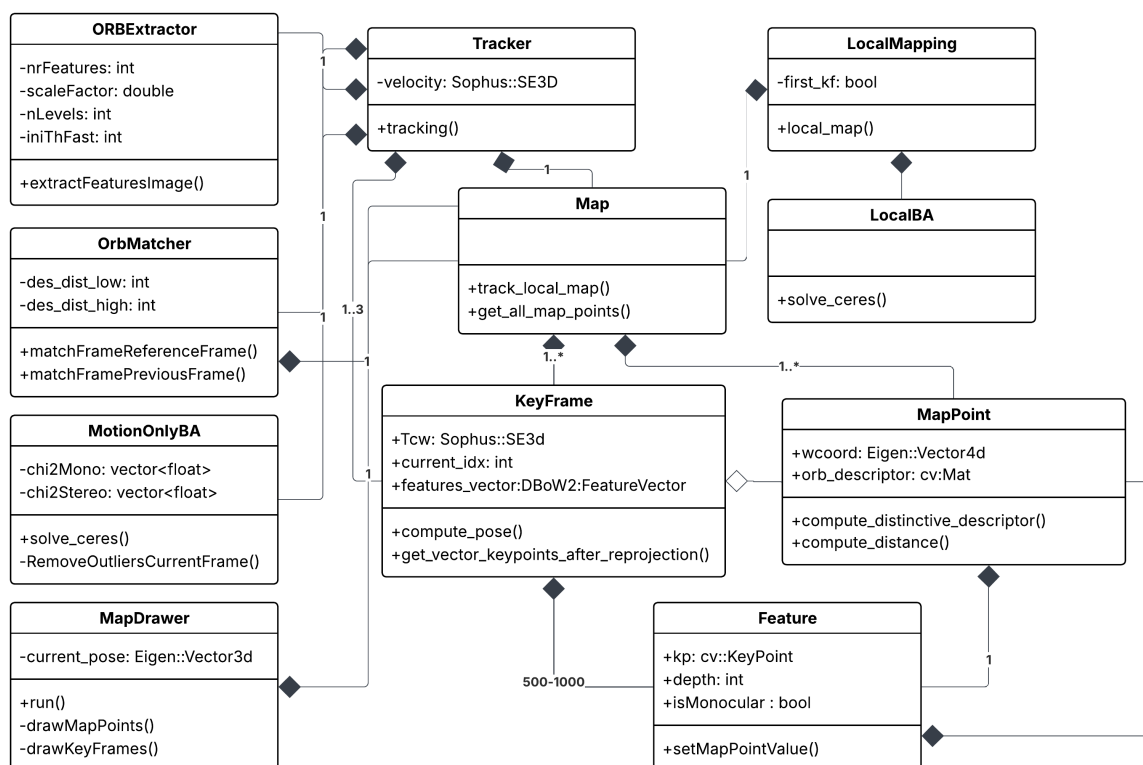 ORBExtractor
-nrFeatures: int
-scaleFactor: double
-nLevels: int
-iniThFast: int
+extractFeaturesImage()
Tracker
-velocity: Sophus::SE3D
+tracking()
LocalMapping
-first_kf: bool
+local_map()
1
1
1
Map
+track_local_map()
+get_all_map_points()
LocalBA
+solve_ceres()
OrbMatcher
-des_dist_low: int
-des_dist_high: int
+matchFrameReferenceFrame()
+matchFramePreviousFrame()
1
1
1..3
1
1..*
1..*
MotionOnlyBA
-chi2Mono: vector<float>
-chi2Stereo: vector<float>
+solve_ceres()
-RemoveOutliersCurrentFrame()
KeyFrame
+Tcw: Sophus::SE3d
+current_idx: int
+features_vector:DBoW2:FeatureVector
+compute_pose()
+get_vector_keypoints_after_reprojection()
1
MapPoint
+wcoord: Eigen::Vector4d
+orb_descriptor: cv:Mat
+compute_distinctive_descriptor()
+compute_distance()
MapDrawer
-current_pose: Eigen::Vector3d
+run()
-drawMapPoints()
-drawKeyFrames()
500-1000
1
Feature
+kp: cv::KeyPoint
+depth: int
+isMonocular : bool
+setMapPointValue()